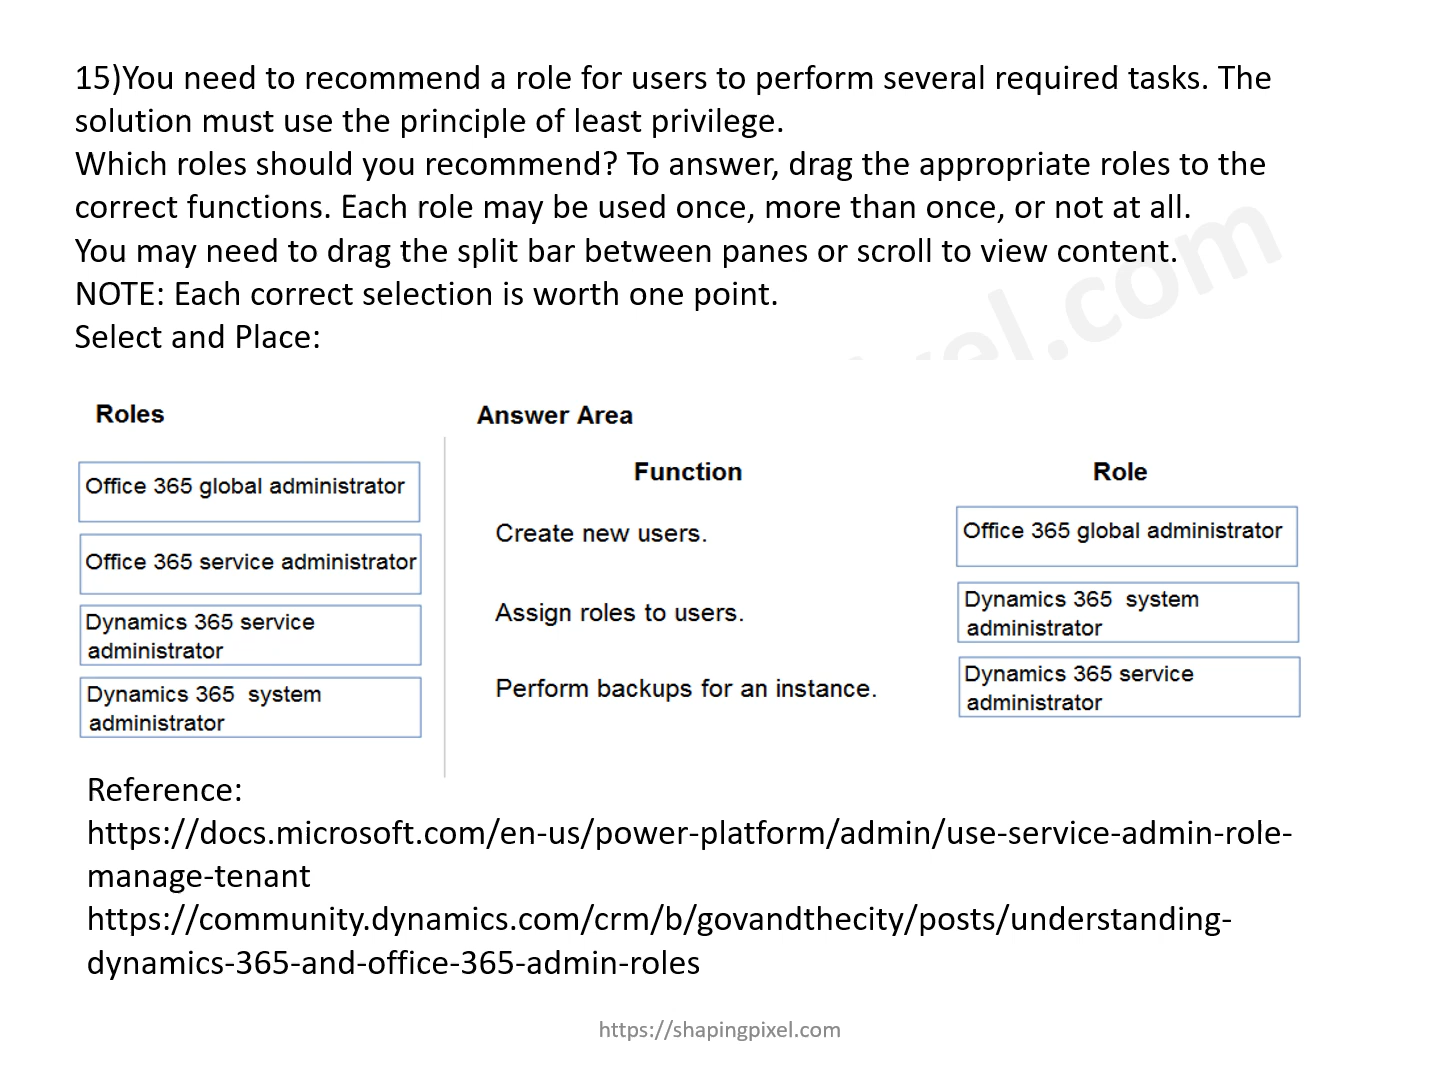 15)You need to recommend a role for users to perform several required tasks. The
solution must use the principle of least privilege.
Which roles should you recommend? To answer, drag the appropriate roles to the
correct functions. Each role may be used once, more than once, or not at all.
You may need to drag the split bar between panes or scroll to view content.
NOTE: Each correct selection is worth one point.
Select and Place:
Roles
Office 365 global administrator
Office 365 service administrator
Dynamics 365 service
administrator
Dynamics 365  system
administrator
Answer Area
Function
Role
Create new users.
Office 365 global administrator
Assign roles to users.
Dynamics 365  system
administrator
Perform backups for an instance.
Dynamics 365 service
administrator
Reference:
https://docs.microsoft.com/en-us/power-platform/admin/use-service-admin-role-
manage-tenant
https://community.dynamics.com/crm/b/govandthecity/posts/understanding-
dynamics-365-and-office-365-admin-roles
https://shapingpixel.com